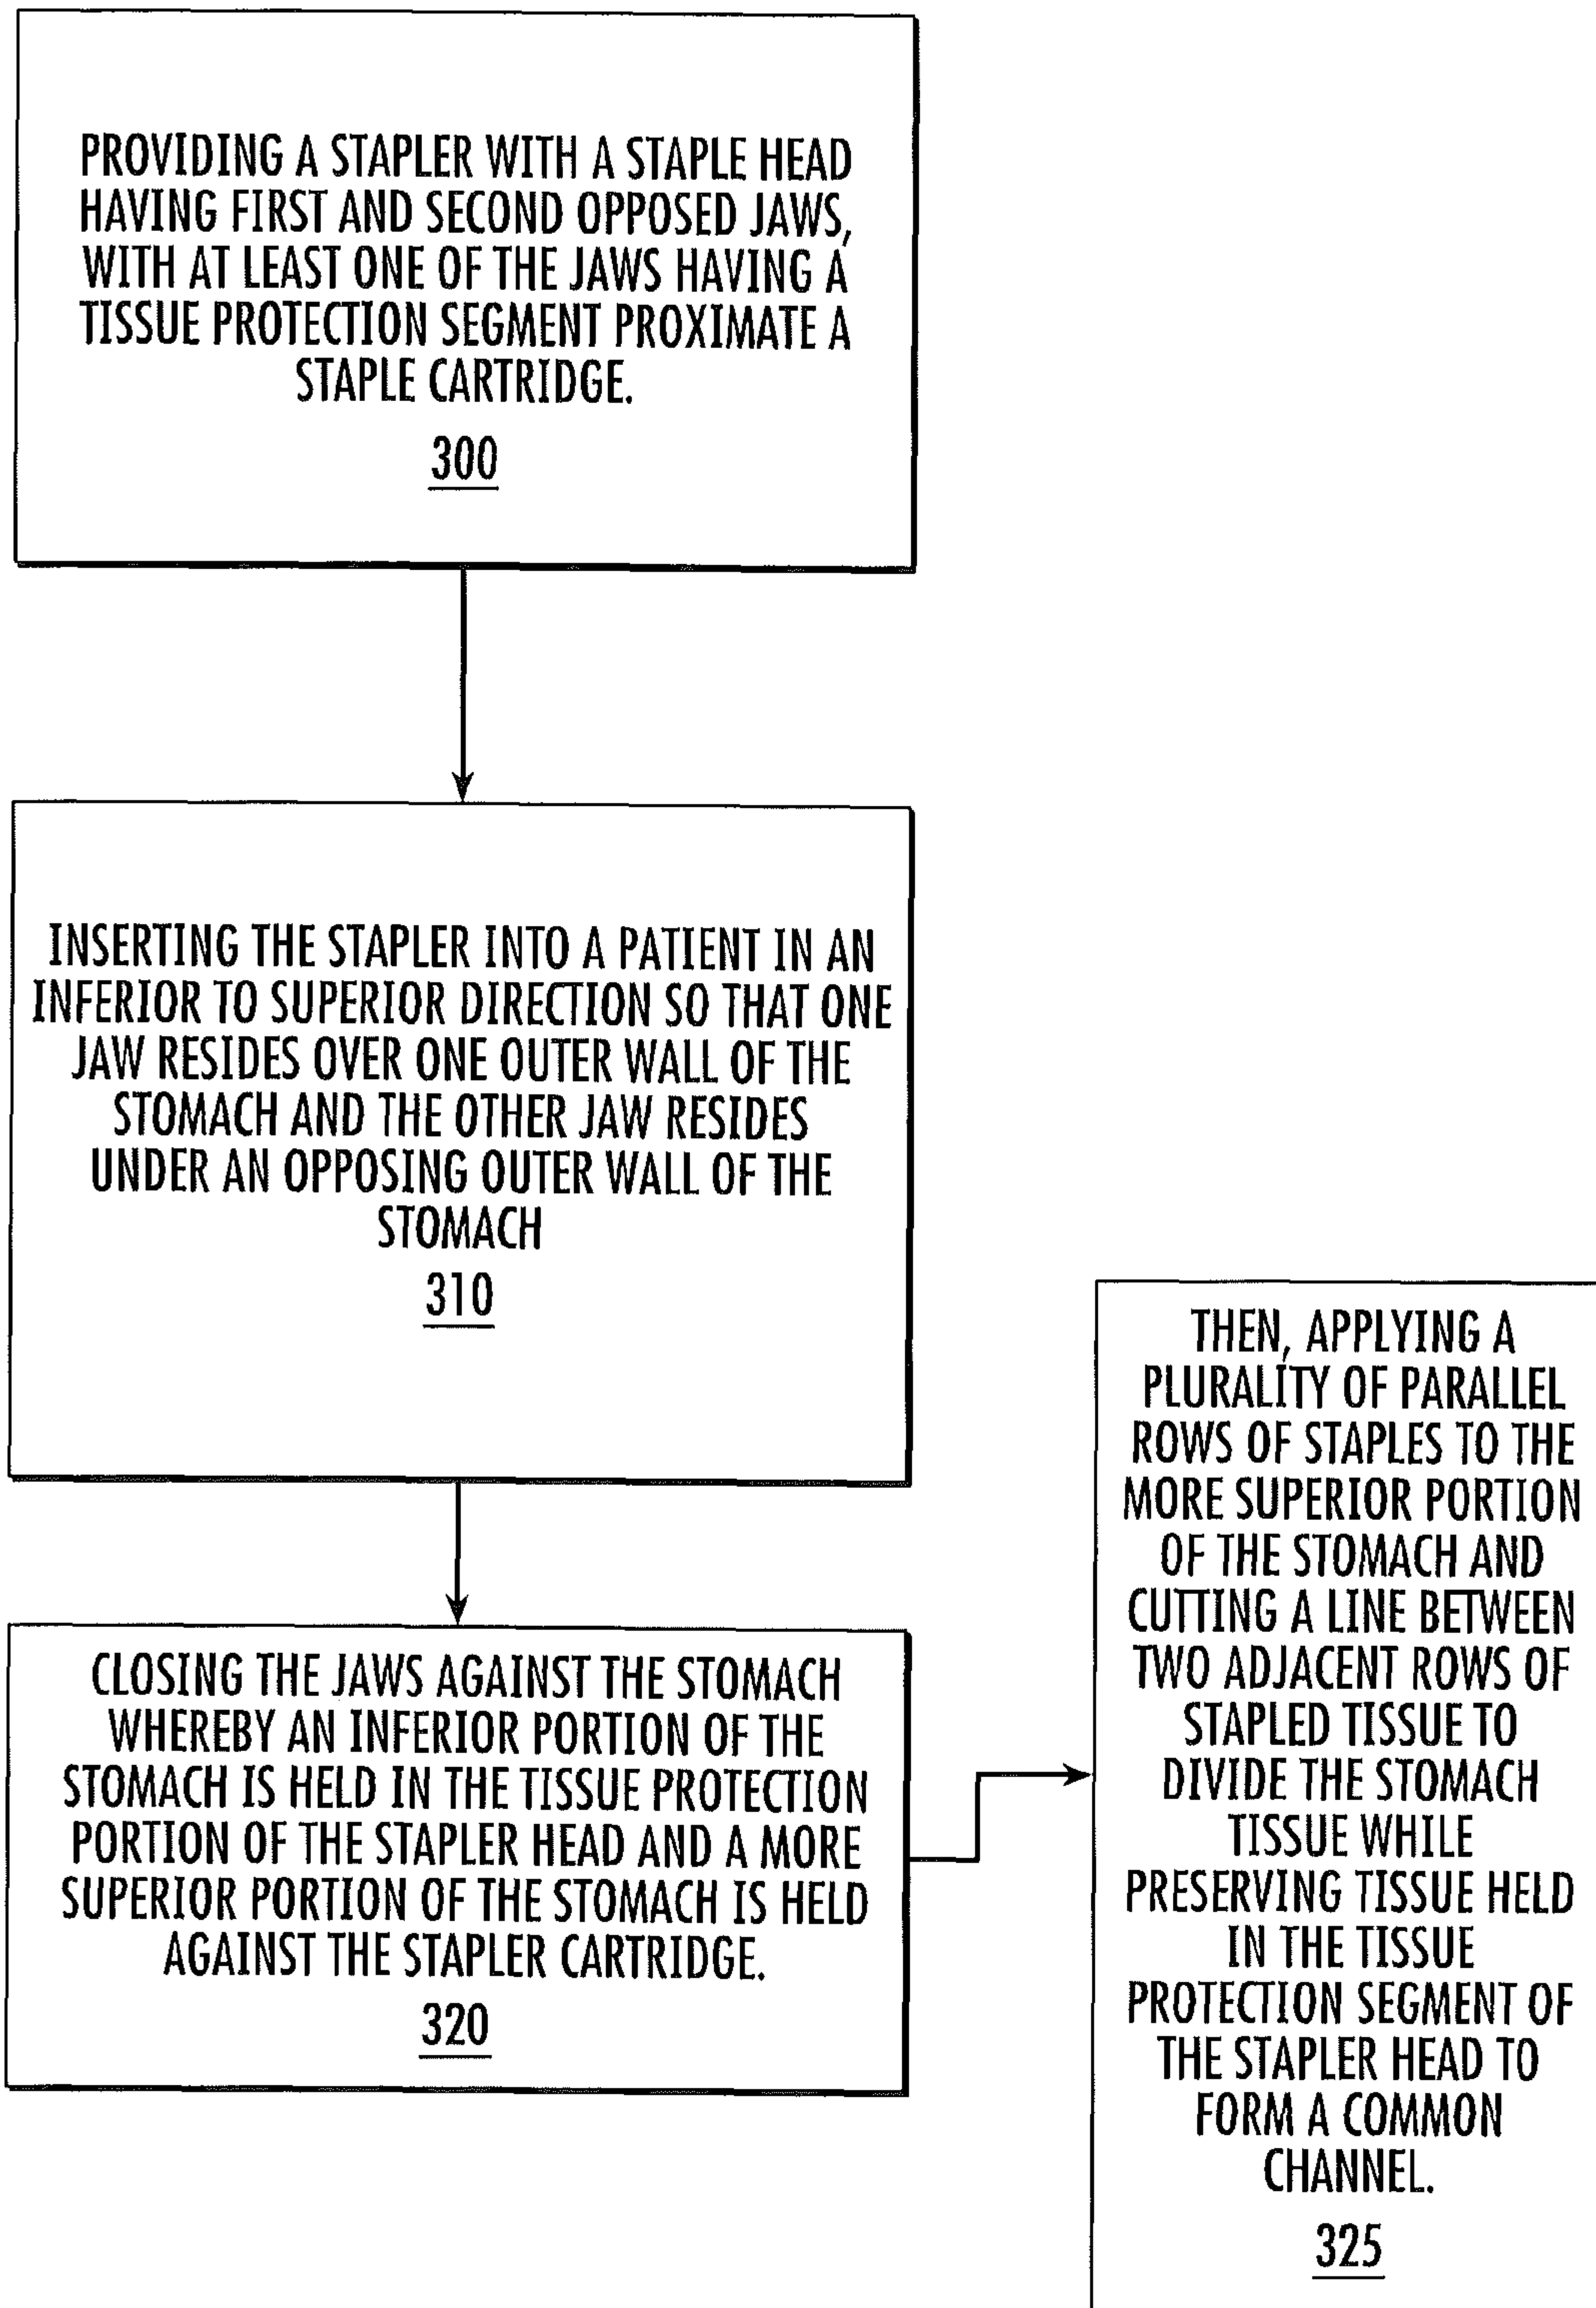 PROVIDING A STAPLER WITH A STAPLE HEAD
HAVING FIRST AND SECOND OPPOSED JAWS,
WITH AT LEAST ONE OF THE JAWS HAVING A
TISSUE PROTECTION SEGMENT PROXIMATE A
STAPLE CARTRIDGE.
300
INSERTING THE STAPLER INTO A PATIENT IN AN
INFERIOR TO SUPERIOR DIRECTION SO THAT ONE
JAW RESIDES OVER ONE OUTER WALL OF THE
STOMACH AND THE OTHER JAW RESIDES
UNDER AN OPPOSING OUTER WALL OF THE
STOMACH
310
CLOSING THE JAWS AGAINST THE STOMACH
WHEREBY AN INFERIOR PORTION OF THE
STOMACH IS HELD IN THE TISSUE PROTECTION
PORTION OF THE STAPLER HEAD AND A MORE
SUPERIOR PORTION OF THE STOMACH IS HELD
AGAINST THE STAPLER CARTRIDGE.
320
THEN, APPLYING A
PLURALITY OF PARALLEL
ROWS OF STAPLES TO THE
MORE SUPERIOR PORTION
OF THE STOMACH AND
CUTTING A LINE BETWEEN
TWO ADJACENT ROWS OF
STAPLED TISSUE TO
DIVIDE THE STOMACH
TISSUE WHILE
PRESERVING TISSUE HELD
IN THE TISSUE
PROTECTION SEGMENT OF
THE STAPLER HEAD TO
FORM A COMMON
CHANNEL.
325